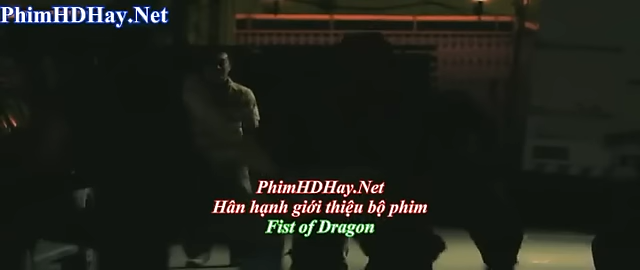 PhimHDHay.Net
PhimHDHay.Net
Hân hạnh giới thiệu bộ phim
Fist of Dragon